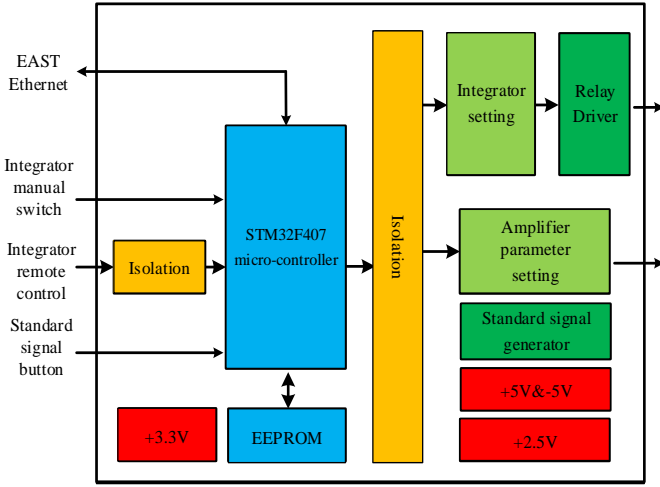 EAST
Ethernet
Integrator
manual
switch
Integrator
remote
control
Standard
signal
button
Isolation
STM32F407
micro-controller
EEPROM
+3.3V
Isolation
Integrator
setting
Relay
Driver
Amplifier
parameter
setting
Standard signal
generator
+5V&-5V
+2.5V